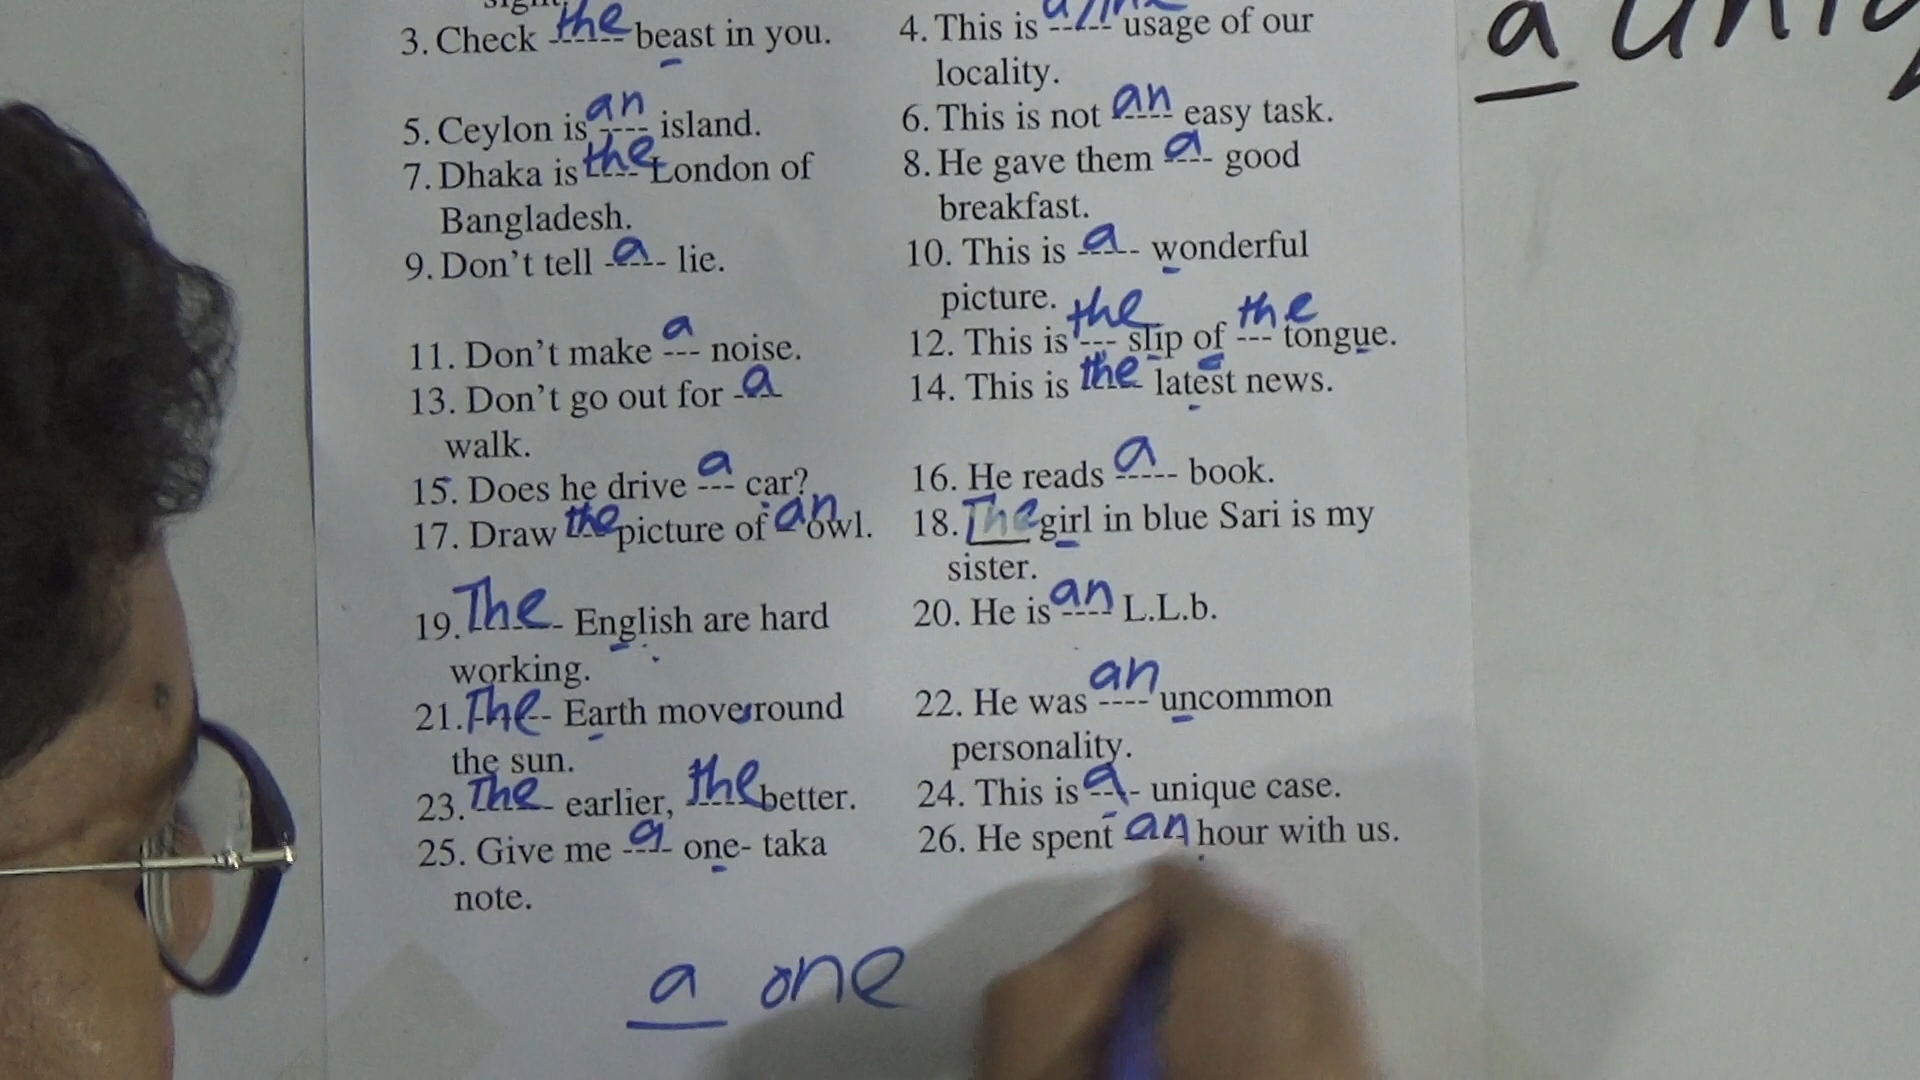 3. Check the beast in you.
4. This is a/the usage of our
locality.
5. Ceylon is an island.
6. This is not an easy task.
7. Dhaka is the London of
Bangladesh.
8. He gave them a good
breakfast.
9. Don't tell a lie.
10. This is a wonderful
picture.
11. Don't make a noise.
12. This is the slip of the tongue.
13. Don't go out for a
walk.
14. This is the latest news.
15. Does he drive a car?
16. He reads a book.
17. Draw the picture of an owl.
18. The girl in blue Sari is my
sister.
19. The English are hard
working.
20. He is an L.L.b.
21. The Earth moves round
the sun.
22. He was an uncommon
personality.
23. The earlier, the better.
24. This is a unique case.
25. Give me a one- taka
note.
26. He spent an hour with us.
a one
a